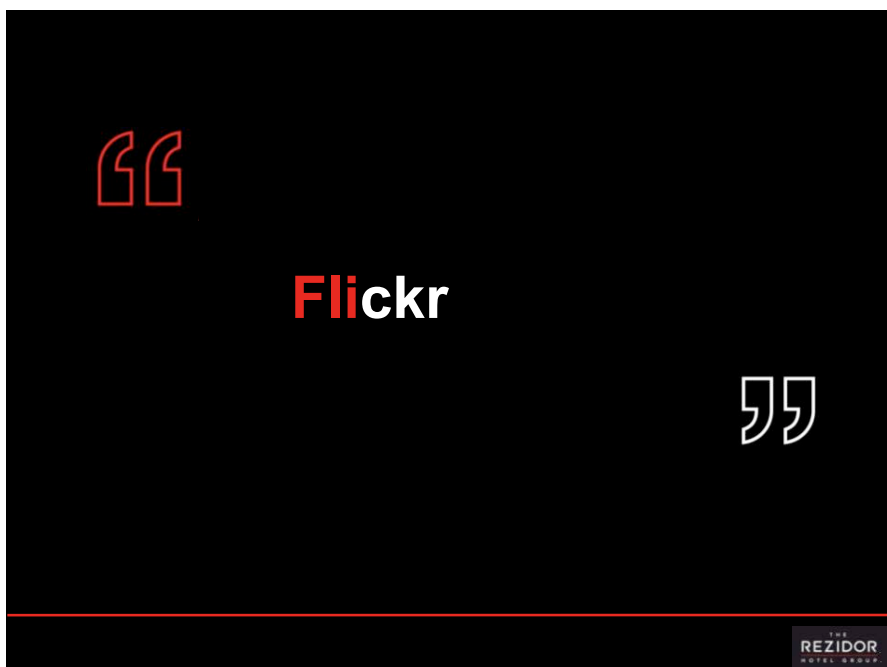 “
Flickr
”
THE
REZIDOR
HOTEL GROUP